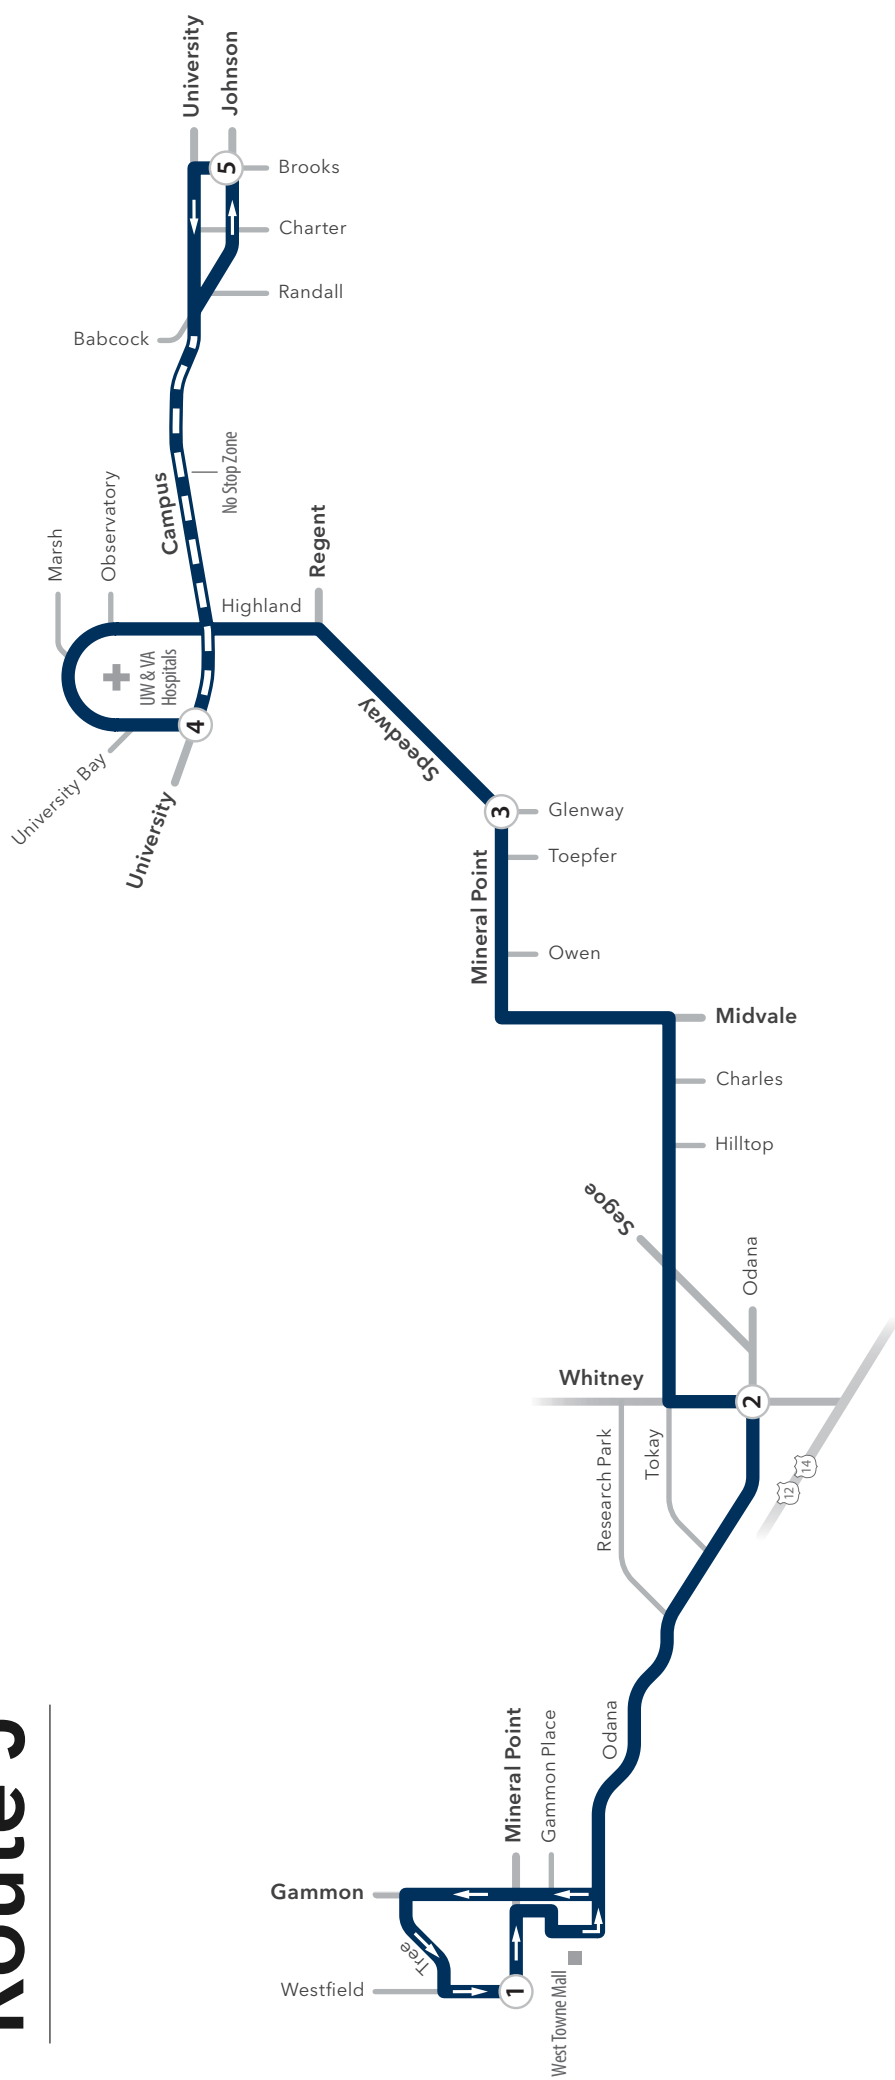 Route J
University
Johnson
5
Brooks
Charter
Randall
Babcock
No Stop Zone
Campus
Observatory
Marsh
Regent
Highland
UW & VA
Hospitals
4
University Bay
University
Speedway
3
Glenway
Toepfer
Mineral Point
Owen
Midvale
Charles
Hilltop
Segoe
Odana
Whitney
2
Research Park
Tokay
14
12
Odana
Mineral Point
Gammon Place
Gammon
Tree
Westfield
1
West Towne Mall